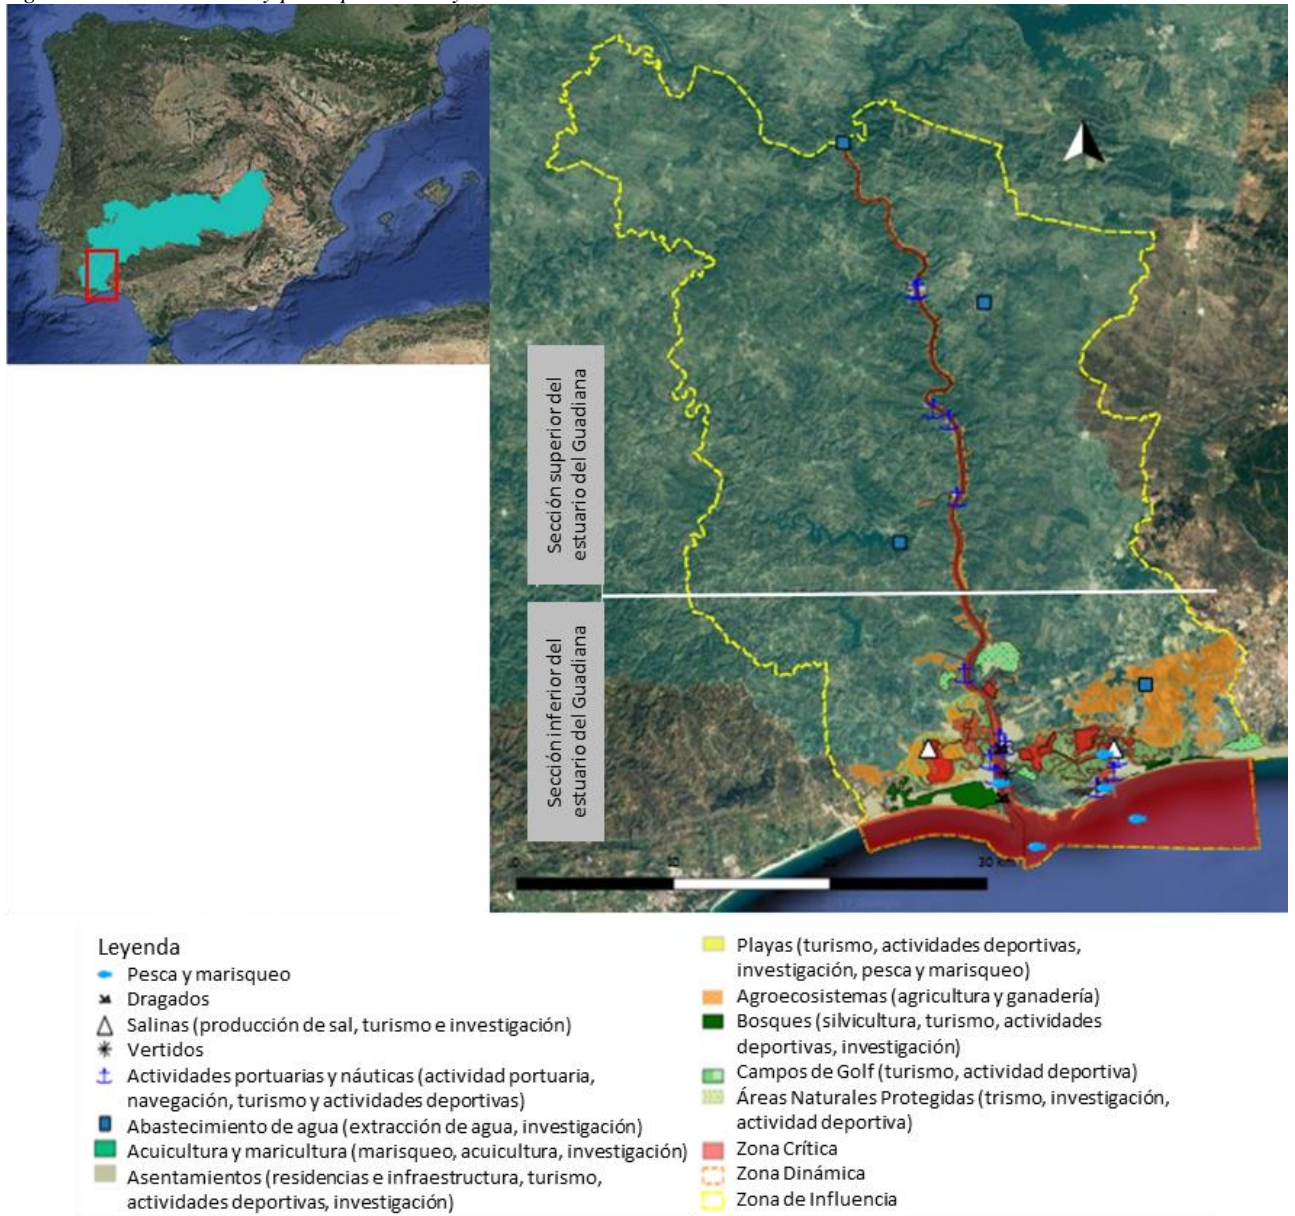 Sección superior del
estuario del Guadiana
Sección inferior del
estuario del Guadiana
30 km
Leyenda
Pesca y marisqueo
Dragados
Salinas (producción de sal, turismo e investigación)
Vertidos
Actividades portuarias y náuticas (actividad portuaria,
navegación, turismo y actividades deportivas)
Abastecimiento de agua (extracción de agua, investigación)
Acuicultura y maricultura (marisqueo, acuicultura, investigación)
Asentamientos (residencias e infraestructura, turismo,
actividades deportivas, investigación)
Playas (turismo, actividades deportivas,
investigación, pesca y marisqueo)
Agroecosistemas (agricultura y ganadería)
Bosques (silvicultura, turismo, actividades
deportivas, investigación)
Campos de Golf (turismo, actividad deportiva)
Áreas Naturales Protegidas (trismo, investigación,
actividad deportiva)
Zona Crítica
Zona Dinámica
Zona de Influencia